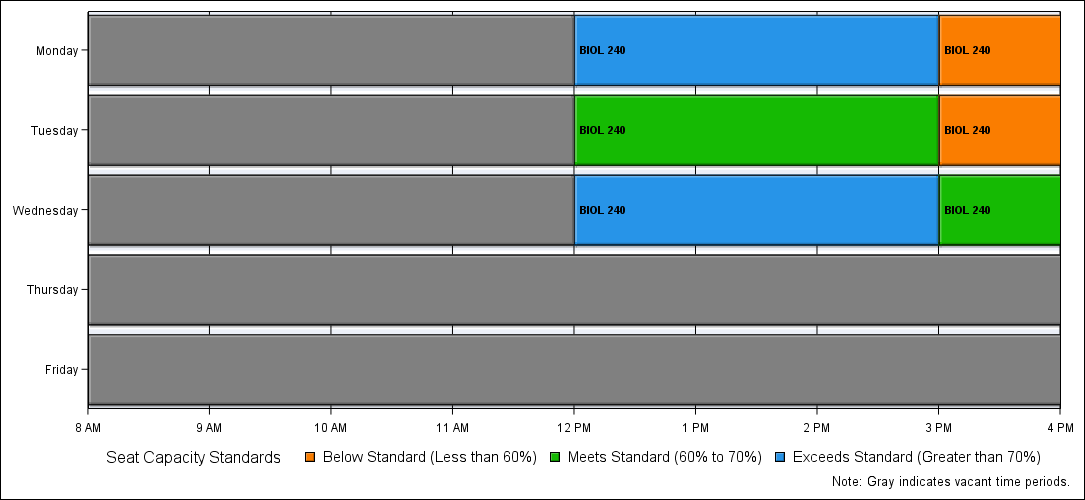 Monday BIOL 240 BIOL 240
Tuesday BIOL 240 BIOL 240
Wednesday BIOL 240 BIOL 240
Thursday
Friday
8 AM 9 AM 10 AM 11 AM 12 PM 1 PM 2 PM 3 PM 4 PM
Seat Capacity Standards Below Standard (Less than 60%) Meets Standard (60% to 70%) Exceeds Standard (Greater than 70%)
Note: Gray indicates vacant time periods.